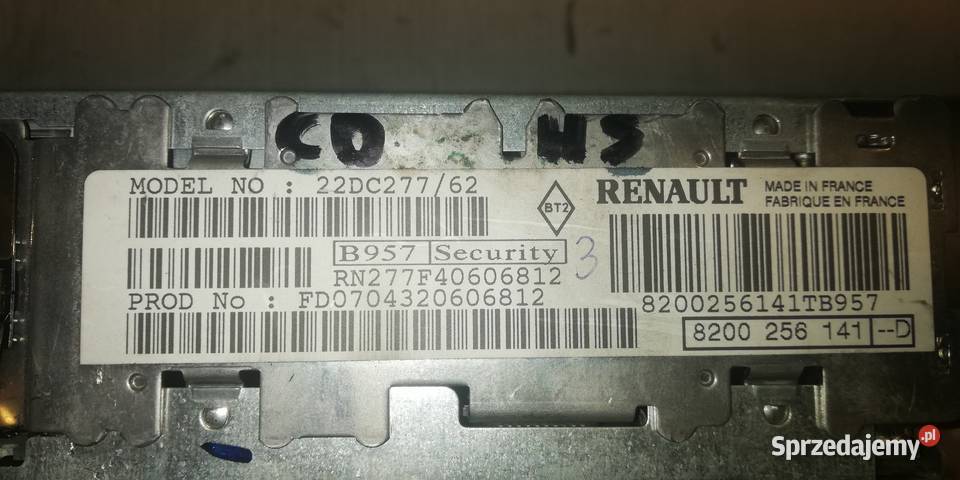 CD HS
MODEL NO : 22DC277/62
BT2
RENAULT
MADE IN FRANCE
FABRIQUE EN FRANCE
B957 Security
3
RN277F40606812
PROD No : FD0704320606812
8200256141TB957
8200 256 141 --D
Sprzedajemy.pl